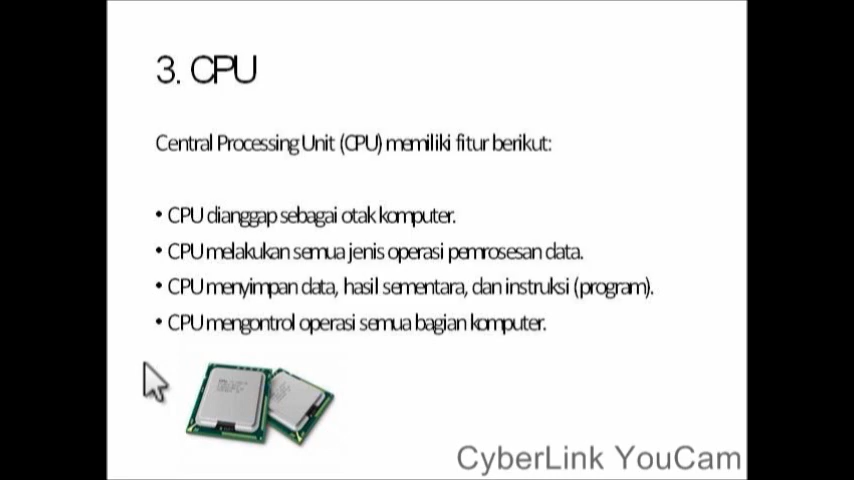 3. CPU
Central Processing Unit (CPU) memiliki fitur berikut:
• CPU dianggap sebagai otak komputer.
• CPU melakukan semua jenis operasi pemrosesan data.
• CPU menyimpan data, hasil sementara, dan instruksi (program).
• CPU mengontrol operasi semua bagian komputer.
CyberLink YouCam